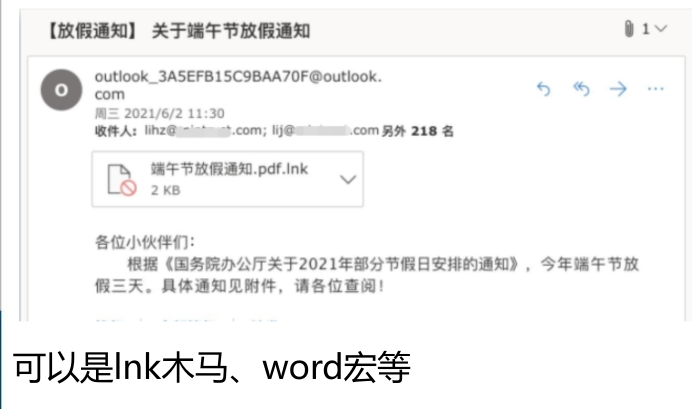 【放假通知】 关于端午节放假通知
1
O
outlook_3A5EFB15C9BAA70F@outlook.
com
周三 2021/6/2 11:30
收件人: lihz@ .com; lij@ .com 另外 218 名
端午节放假通知.pdf.lnk
2 KB
各位小伙伴们：
根据《国务院办公厅关于2021年部分节假日安排的通知》，今年端午节放
假三天。具体通知见附件，请各位查阅！
可以是lnk木马、word宏等